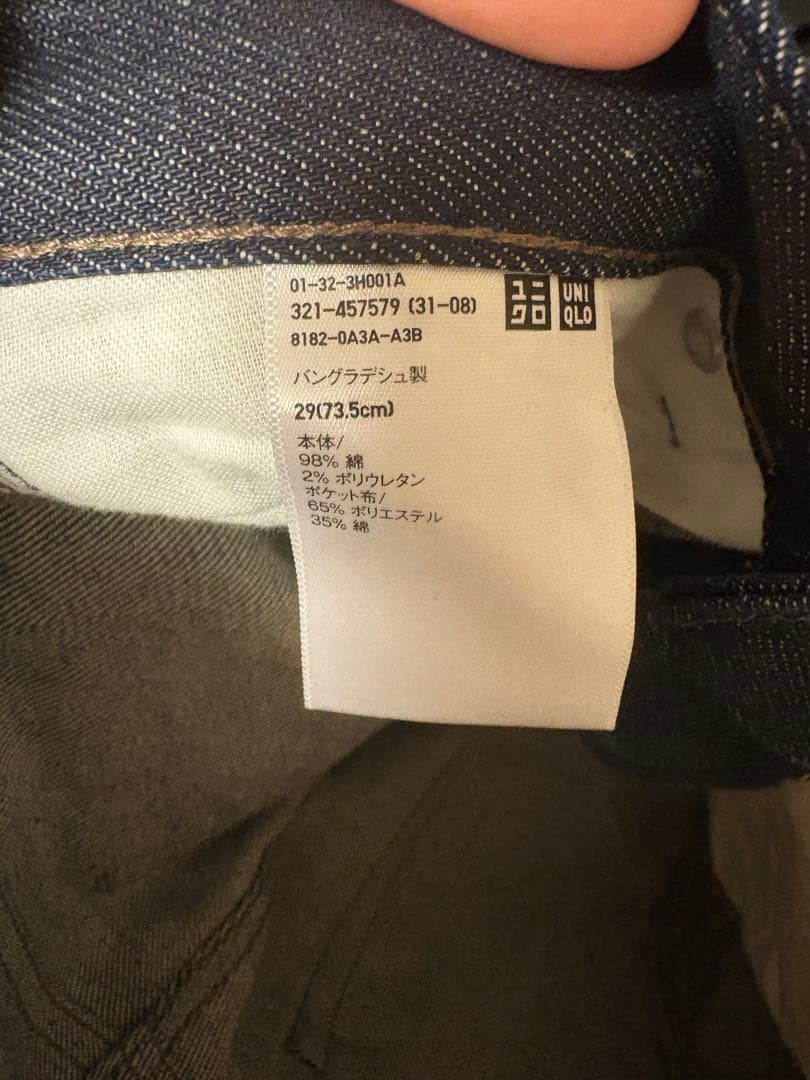 01-32-3H001A
321-457579 (31-08)
8182-0A3A-A3B
ユニ
クロ
UNI
QLO
バングラデシュ製
29(73.5cm)
本体/
98% 綿
2% ポリウレタン
ポケット布/
65% ポリエステル
35% 綿